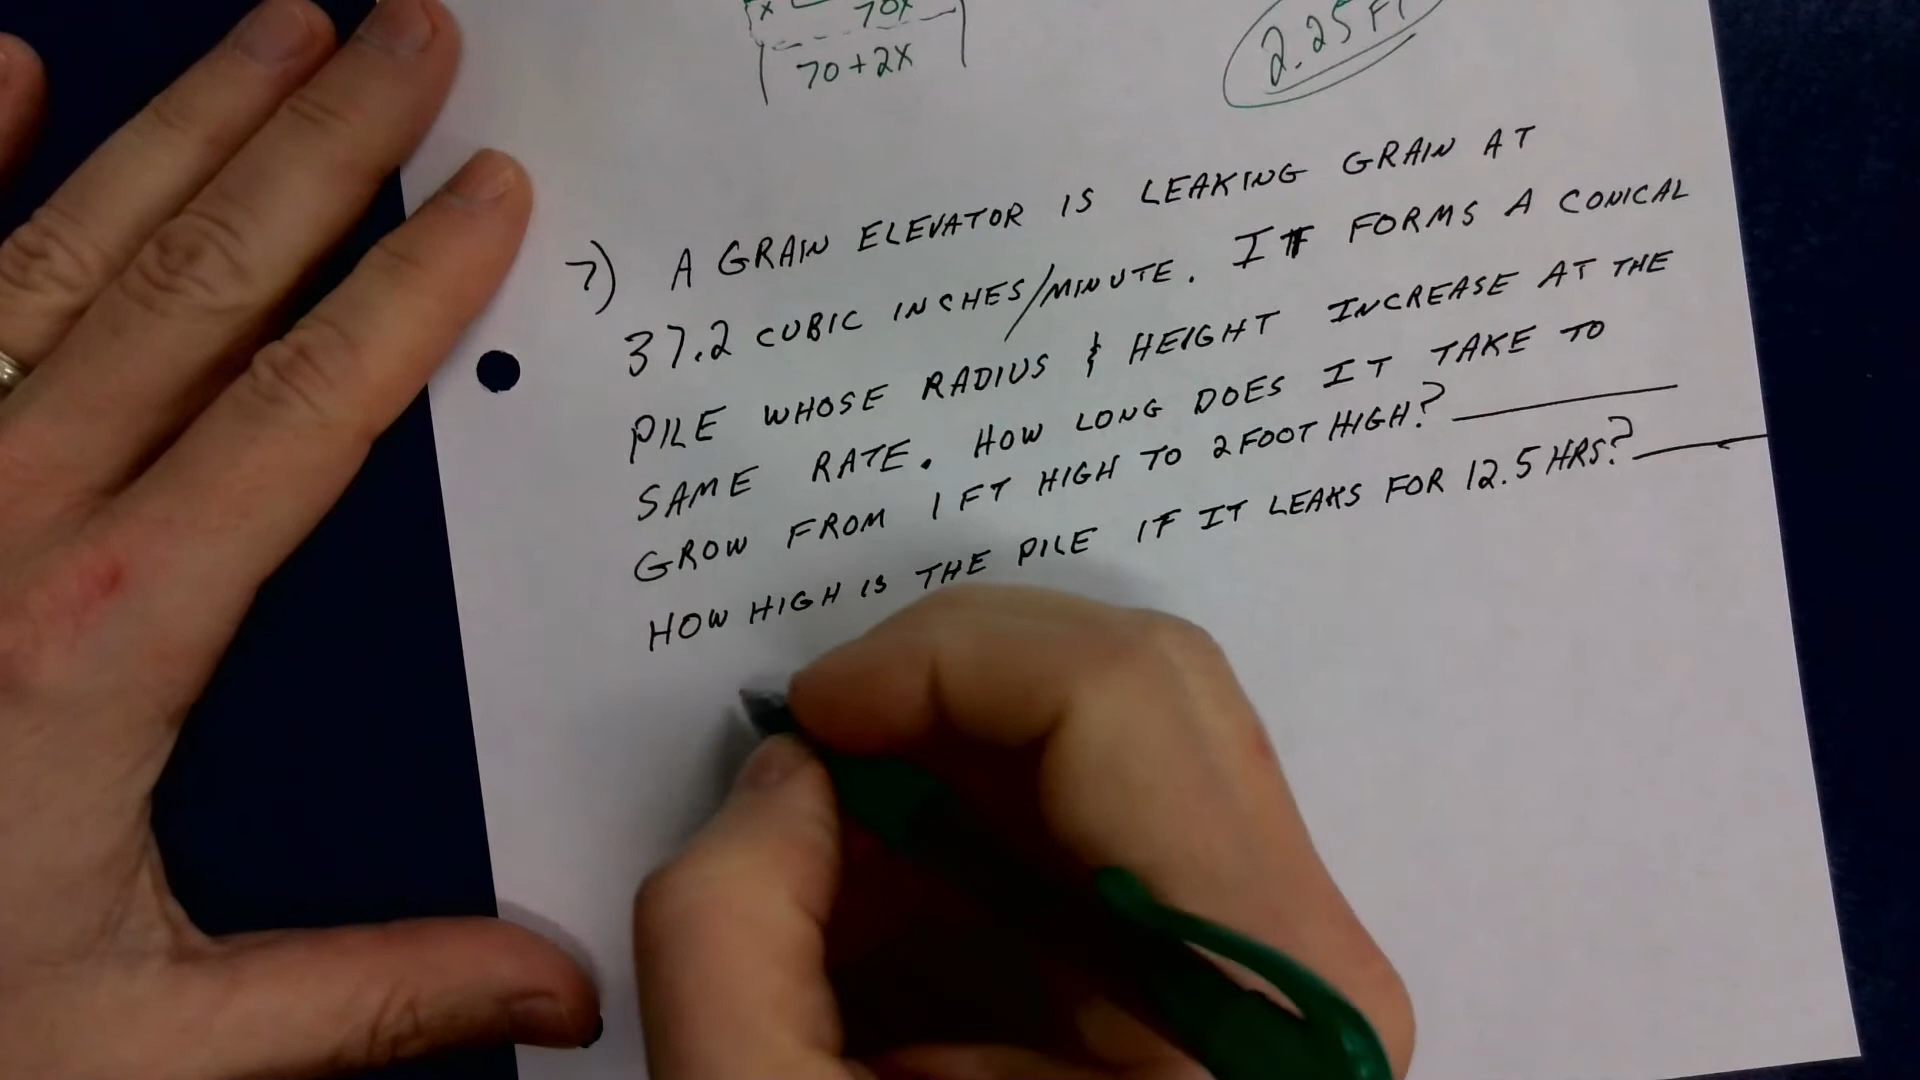 x 70x
70+2x
2.25 FT
7) A GRAIN ELEVATOR IS LEAKING GRAIN AT
37.2 CUBIC INCHES/MINUTE. IT FORMS A CONICAL
PILE WHOSE RADIUS & HEIGHT INCREASE AT THE
SAME RATE. HOW LONG DOES IT TAKE TO
GROW FROM 1 FT HIGH TO 2 FOOT HIGH?
HOW HIGH IS THE PILE IF IT LEAKS FOR 12.5 HRS?